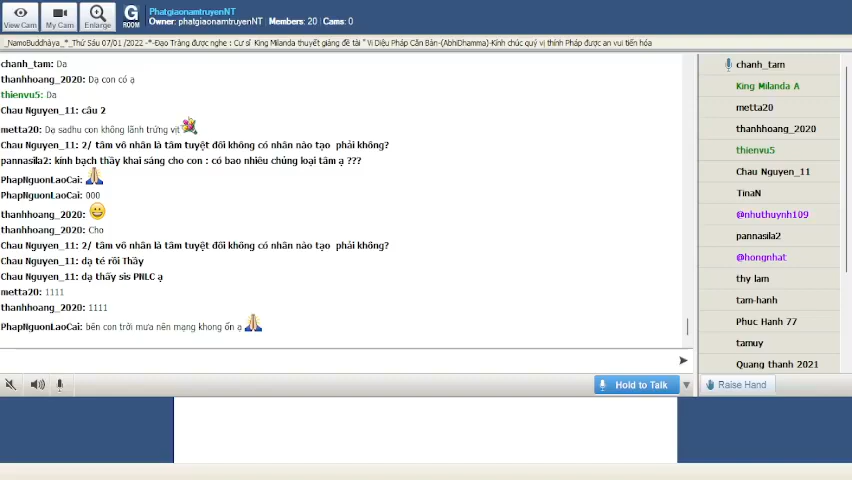 PhatgiaonamtruyenNT
Owner: phatgiaonamtruyenNT Members: 20 Cams: 0
View Cam
My Cam
Enlarge
G
ROOM
_NamoBuddhàya_*_Thứ Sáu 07/01 /2022 -*-Đạo Tràng được nghe : Cư sĩ King Milanda thuyết giảng đề tài " Vi Diệu Pháp Căn Bản-(AbhiDhamma)-Kính chúc quý vị thính Pháp được an vui tiến hóa
chanh_tam: Da
thanhhoang_2020: Dạ con có ạ
thienvu5: Da
Chau Nguyen_11: câu 2
metta20: Dạ sadhu con không lãnh trứng vịt
Chau Nguyen_11: 2/ tâm vô nhân là tâm tuyệt đối không có nhân nào tạo phải không?
pannasila2: kính bạch thầy khai sáng cho con : có bao nhiêu chủng loại tâm ạ ???
PhapNguonLaoCai:
PhapNguonLaoCai: 000
thanhhoang_2020:
thanhhoang_2020: Cho
Chau Nguyen_11: 2/ tâm vô nhân là tâm tuyệt đối không có nhân nào tạo phải không?
Chau Nguyen_11: dạ té rồi Thầy
Chau Nguyen_11: dạ thấy sis PNLC ạ
metta20: 1111
thanhhoang_2020: 1111
PhapNguonLaoCai: bên con trời mưa nên mạng khong ổn ạ
chanh_tam
King Milanda A
metta20
thanhhoang_2020
thienvu5
Chau Nguyen_11
TinaN
@nhuthuynh109
pannasila2
@hongnhat
thy lam
tam-hanh
Phuc Hanh 77
tamuy
Quang thanh 2021
Hold to Talk
Raise Hand